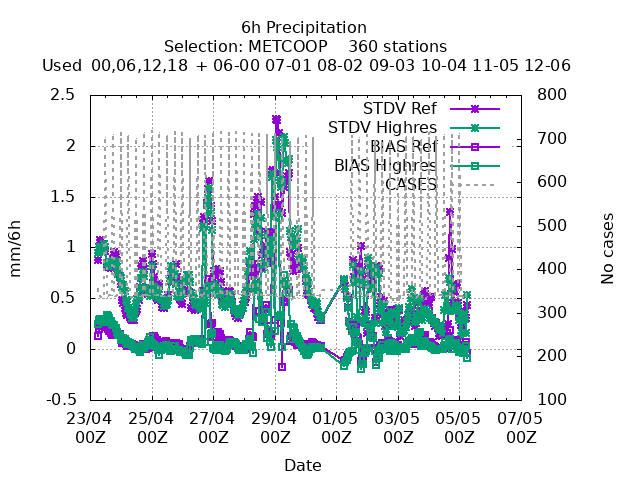 6h Precipitation
Selection: METCOOP    360 stations
Used  00,06,12,18  + 06-00 07-01 08-02 09-03 10-04 11-05 12-06
STDV Ref
STDV Highres
BIAS Ref
BIAS Highres
CASES
mm/6h
2.5
2
1.5
1
0.5
0
-0.5
No cases
800
700
600
500
400
300
200
100
23/04 25/04 27/04 29/04 01/05 03/05 05/05 07/05
00Z 00Z 00Z 00Z 00Z 00Z 00Z 00Z
Date